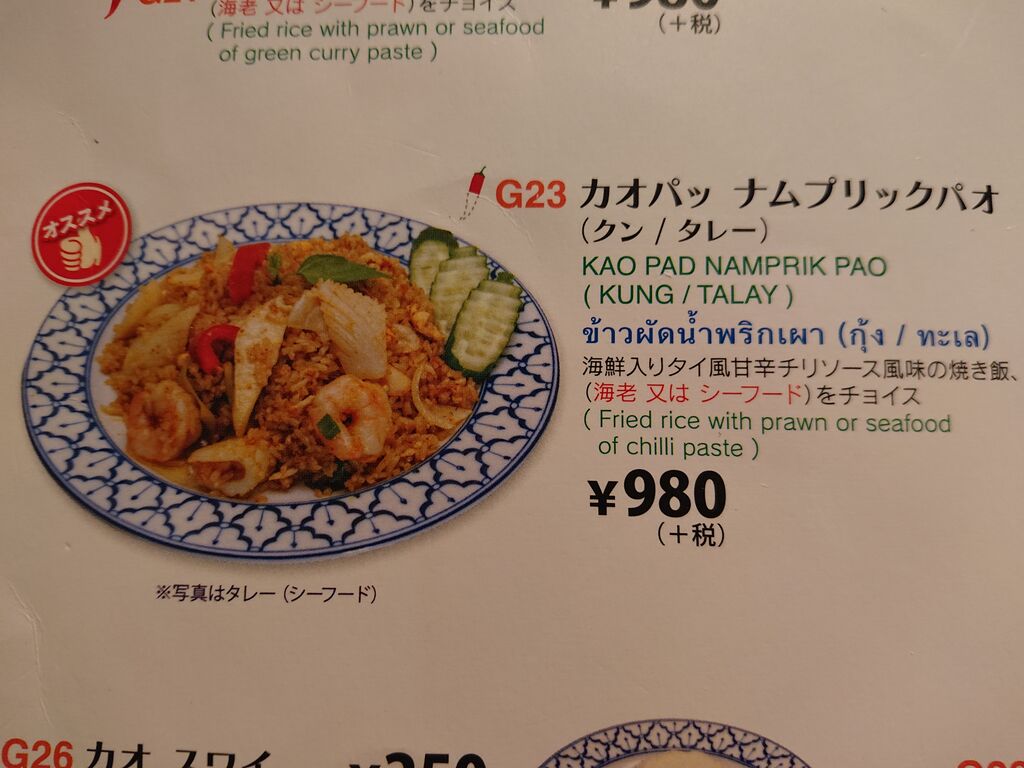 (海老 又は シーフード)をチョイス
( Fried rice with prawn or seafood
of green curry paste )
(+税)
オススメ
G23 カオパッ ナムプリックパオ
(クン / タレー)
KAO PAD NAMPRIK PAO
( KUNG / TALAY )
ข้าวผัดน้ำพริกเผา (กุ้ง / ทะเล)
海鮮入りタイ風甘辛チリソース風味の焼き飯、
(海老 又は シーフード)をチョイス
( Fried rice with prawn or seafood
of chilli paste )
¥980
(+税)
※写真はタレー (シーフード)
G26 カオ スワイ